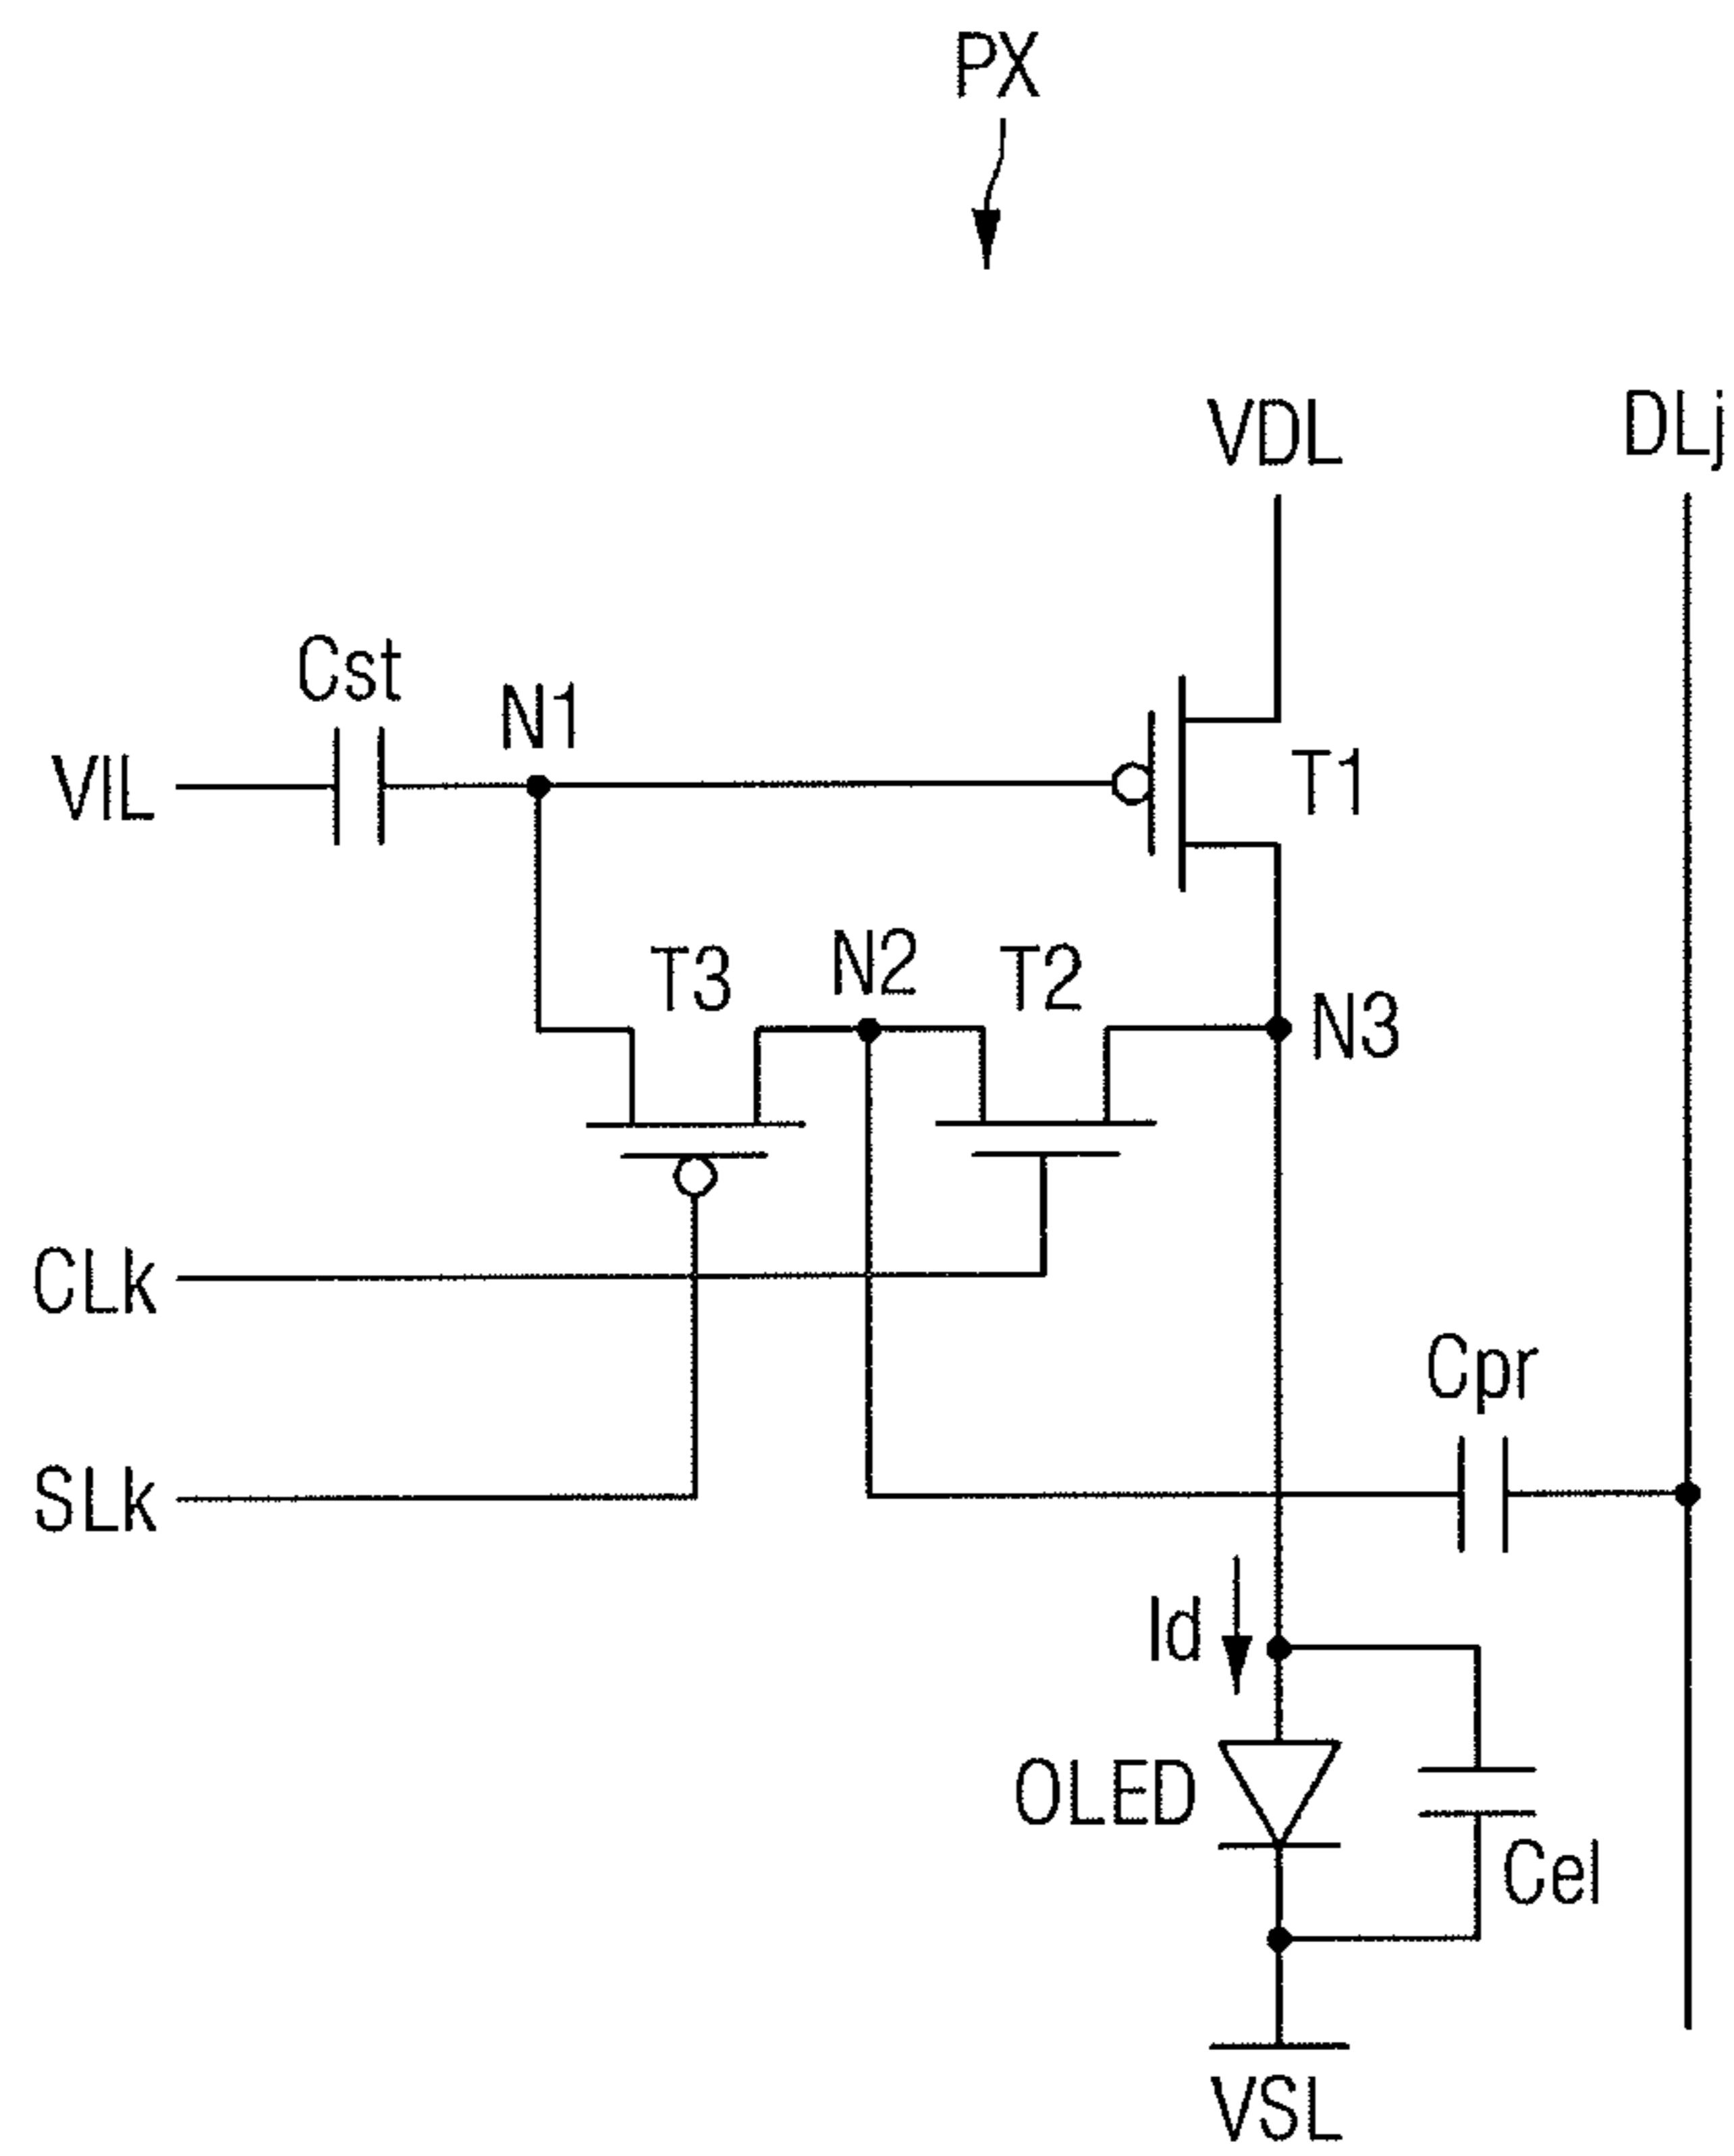 PX
VDL
DLj
Cst
N1
VIL
T1
T3
N2
T2
N3
CLk
Cpr
SLk
Id
OLED
Cel
VSL